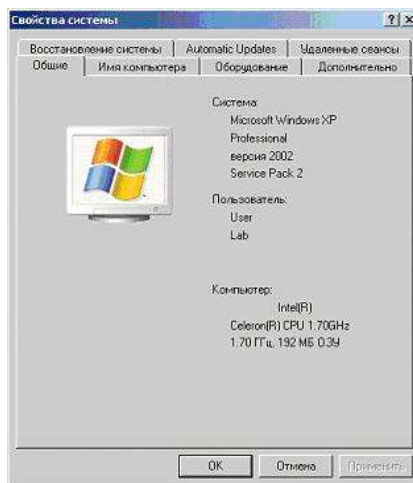 Свойства системы
Восстановление системы Automatic Updates Удаленные сеансы
Общие Имя компьютера Оборудование Дополнительно
Система:
Microsoft Windows XP
Professional
версия 2002
Service Pack 2
Пользователь:
User
Lab
Компьютер:
Intel(R)
Celeron(R) CPU 1.70GHz
1.70 ГГц, 192 МБ ОЗУ
OK Отмена Применить